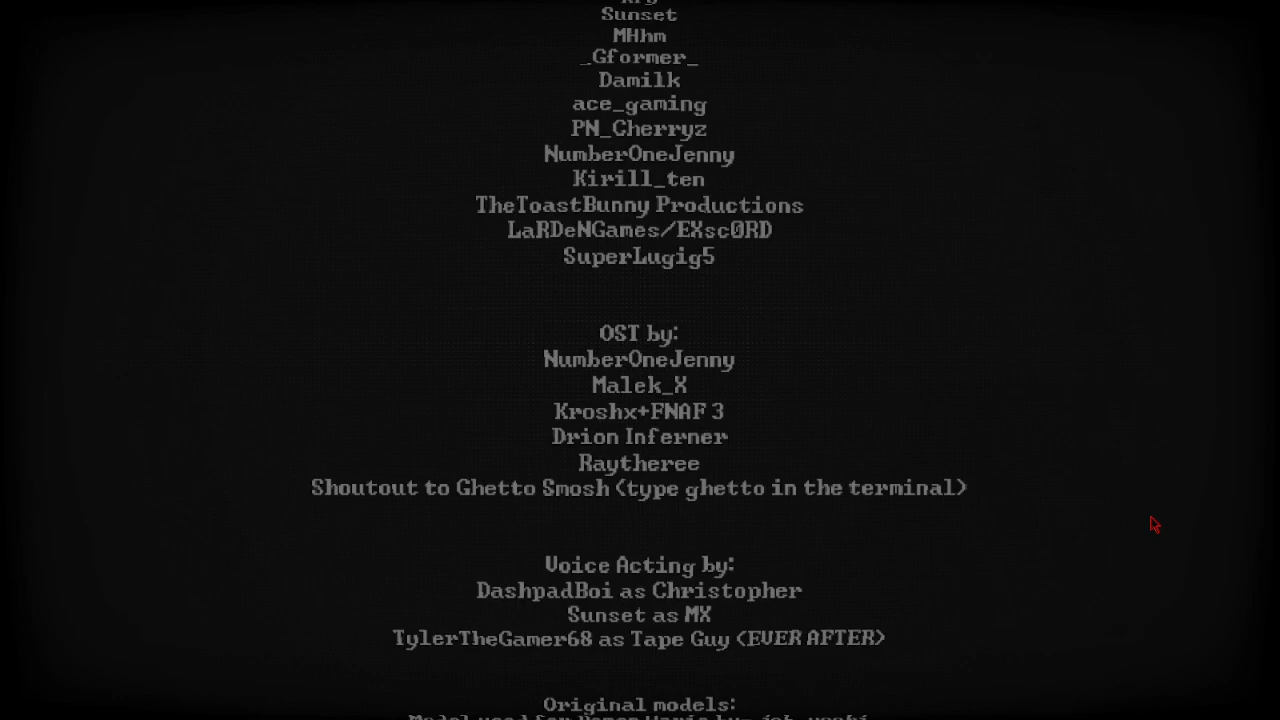 Sunset
MHhm
_Gformer_
Damilk
ace_gaming
PN_Cherryz
NumberOneJenny
Kirill_ten
TheToastBunny Productions
LaRDeNGames/EXsc0RD
SuperLugig5
OST by:
NumberOneJenny
Malek_X
Kroshx+FNAF 3
Drion Inferner
Raytheree
Shoutout to Ghetto Smosh (type ghetto in the terminal)
Voice Acting by:
DashpadBoi as Christopher
Sunset as MX
TylerTheGamer68 as Tape Guy (EVER AFTER)
Original models: